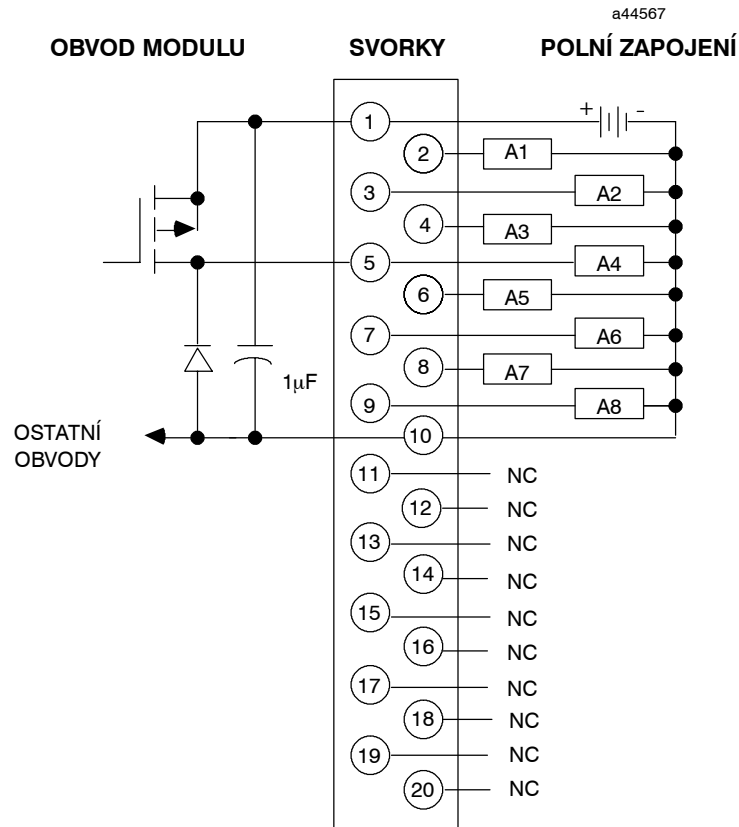 a44567
OBVOD MODULU SVORKY POLNÍ ZAPOJENÍ
1 + -
2 A1
3 A2
4 A3
5 A4
6 A5
7 A6
8 A7
1µF
9 A8
OSTATNÍ
OBVODY
10
11 NC
12 NC
13 NC
14 NC
15 NC
16 NC
17 NC
18 NC
19 NC
20 NC